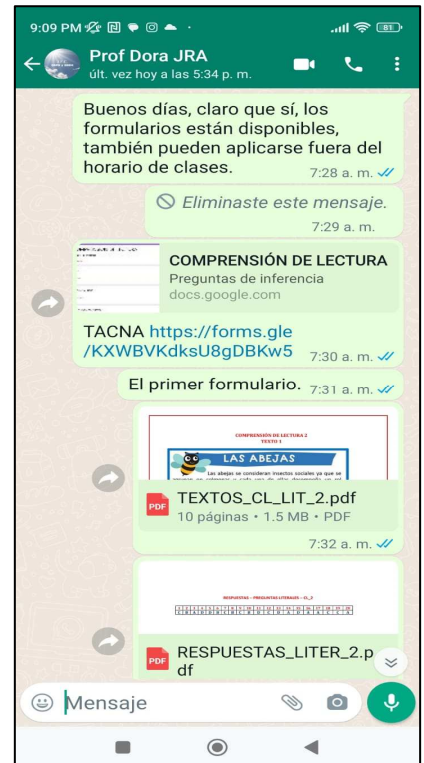 9:09 PM
81
Prof Dora JRA
últ. vez hoy a las 5:34 p. m.
Buenos días, claro que sí, los
formularios están disponibles,
también pueden aplicarse fuera del
horario de clases.
7:28 a. m.
Eliminaste este mensaje.
7:29 a. m.
COMPRENSIÓN DE LECTURA
Preguntas de inferencia
docs.google.com
TACNA https://forms.gle
/KXWBVKdksU8gDBKw5 7:30 a. m.
El primer formulario. 7:31 a. m.
COMPRENSIÓN DE LECTURA 2
TEXTO 1
LAS ABEJAS
Las abejas se consideran insectos sociales ya que se
PDF
TEXTOS_CL_LIT_2.pdf
10 páginas • 1.5 MB • PDF
7:32 a. m.
RESPUESTAS – PREGUNTAS LITERALES – CL_2
PDF
RESPUESTAS_LITER_2.p
df
Mensaje